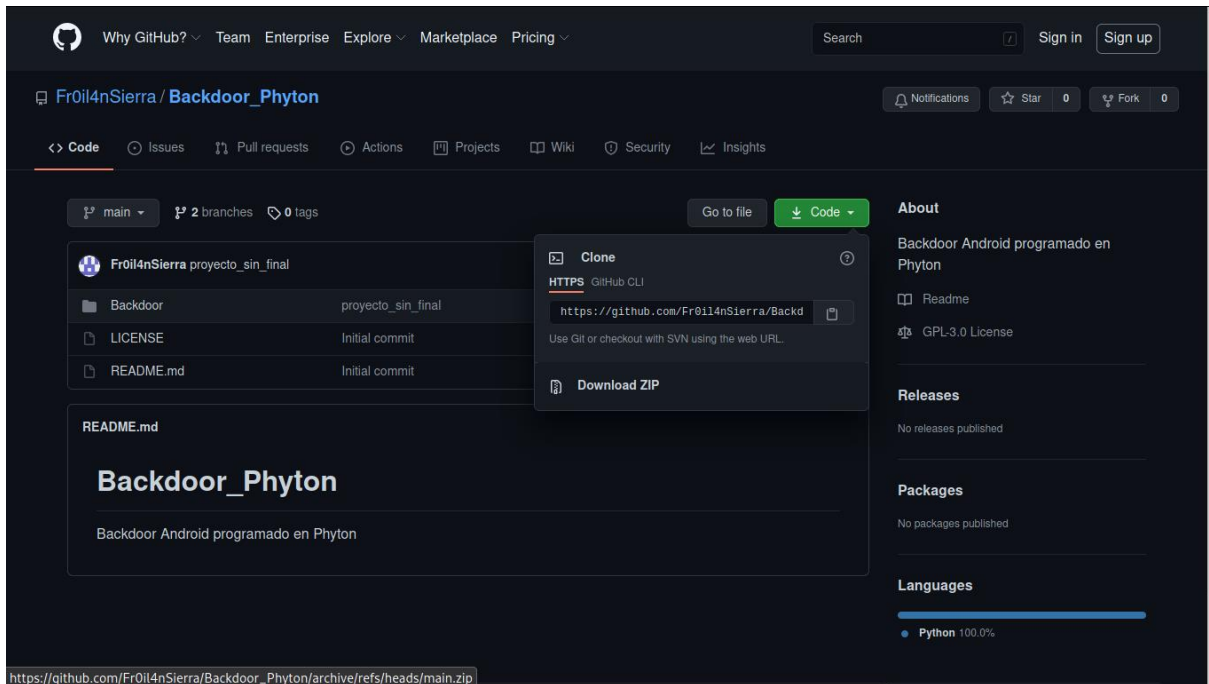 Why GitHub? Team Enterprise Explore Marketplace Pricing Search / Sign in Sign up
Fr0il4nSierra / Backdoor_Phyton
Notifications Star 0 Fork 0
<> Code Issues Pull requests Actions Projects Wiki Security Insights
main 2 branches 0 tags Go to file Code
Fr0il4nSierra proyecto_sin_final
Backdoor proyecto_sin_final
LICENSE Initial commit
README.md Initial commit
Clone
HTTPS GitHub CLI
https://github.com/Fr0il4nSierra/Backd
Use Git or checkout with SVN using the web URL.
Download ZIP
README.md
Backdoor_Phyton
Backdoor Android programado en Phyton
About
Backdoor Android programado en
Phyton
Readme
GPL-3.0 License
Releases
No releases published
Packages
No packages published
Languages
Python 100.0%
https://github.com/Fr0il4nSierra/Backdoor_Phyton/archive/refs/heads/main.zip